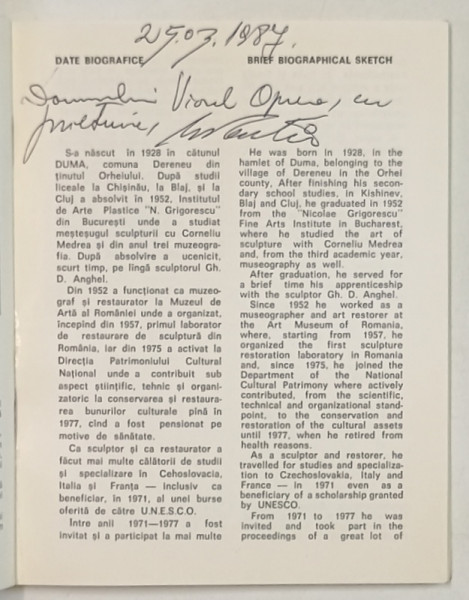 25.03.1987.
DATE BIOGRAFICE
BRIEF BIOGRAPHICAL SKETCH
Domnului Viorel Oprea, cu
prietenie,
S-a născut în 1928 în cătunul
DUMA, comuna Dereneu din
ținutul Orheiului. După studii
liceale la Chișinău, la Blaj, și la
Cluj a absolvit în 1952, Institutul
de Arte Plastice "N. Grigorescu"
din București unde a studiat
meșteșugul sculpturii cu Corneliu
Medrea și din anul trei muzeogra-
fia. După absolvire a ucenicit,
scurt timp, pe lîngă sculptorul Gh.
D. Anghel.
Din 1952 a funcționat ca muzeo-
graf și restaurator la Muzeul de
Artă al României unde a organizat,
începind din 1957, primul laborator
de restaurare de sculptură din
România, iar din 1975 a activat la
Direcția Patrimoniului Cultural
Național unde a contribuit sub
aspect științific, tehnic și organi-
zatoric la conservarea și restaura-
rea bunurilor culturale pînă în
1977, cînd a fost pensionat pe
motive de sănătate.
Ca sculptor și ca restaurator a
făcut mai multe călătorii de studii
și specializare în Cehoslovacia,
Italia și Franța — inclusiv ca
beneficiar, în 1971, al unei burse
oferită de către U.N.E.S.C.O.
Intre anii 1971—1977 a fost
invitat și a participat la mai multe
He was born in 1928, in the
hamlet of Duma, belonging to the
village of Dereneu in the Orhei
county, After finishing his secon-
dary school studies, in Kishinev,
Blaj and Cluj, he graduated in 1952
from the "Nicolae Grigorescu"
Fine Arts Institute in Bucharest,
where he studied the art of
sculpture with Corneliu Medrea
and, from the third academic year,
museography as well.
After graduation, he served for
a brief time his apprenticeship
with the sculptor Gh. D. Anghel.
Since 1952 he worked as a
museographer and art restorer at
the Art Museum of Romania,
where, starting from 1957, he
organized the first sculpture
restoration laboratory in Romania
and, since 1975, he joined the
Department of the National
Cultural Patrimony where actively
contributed, from the scientific,
technical and organizational stand-
point, to the conservation and
restoration of the cultural assets
until 1977, when he retired from
health reasons.
As a sculptor and restorer, he
travelled for studies and specializa-
tion to Czechoslovakia, Italy and
France — in 1971 even as a
beneficiary of a scholarship granted
by UNESCO.
From 1971 to 1977 he was
invited and took part in the
proceedings of a great lot of